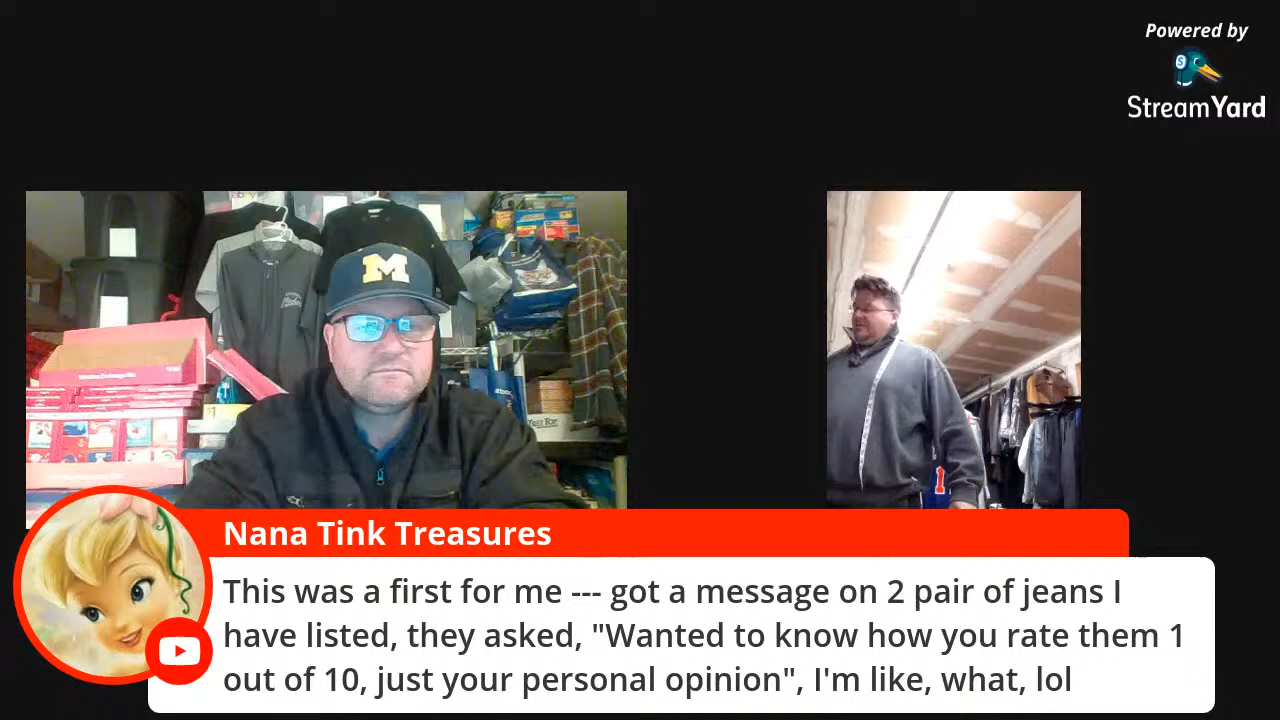 Powered by
StreamYard
M
1
Nana Tink Treasures
This was a first for me --- got a message on 2 pair of jeans I
have listed, they asked, "Wanted to know how you rate them 1
out of 10, just your personal opinion", I'm like, what, lol